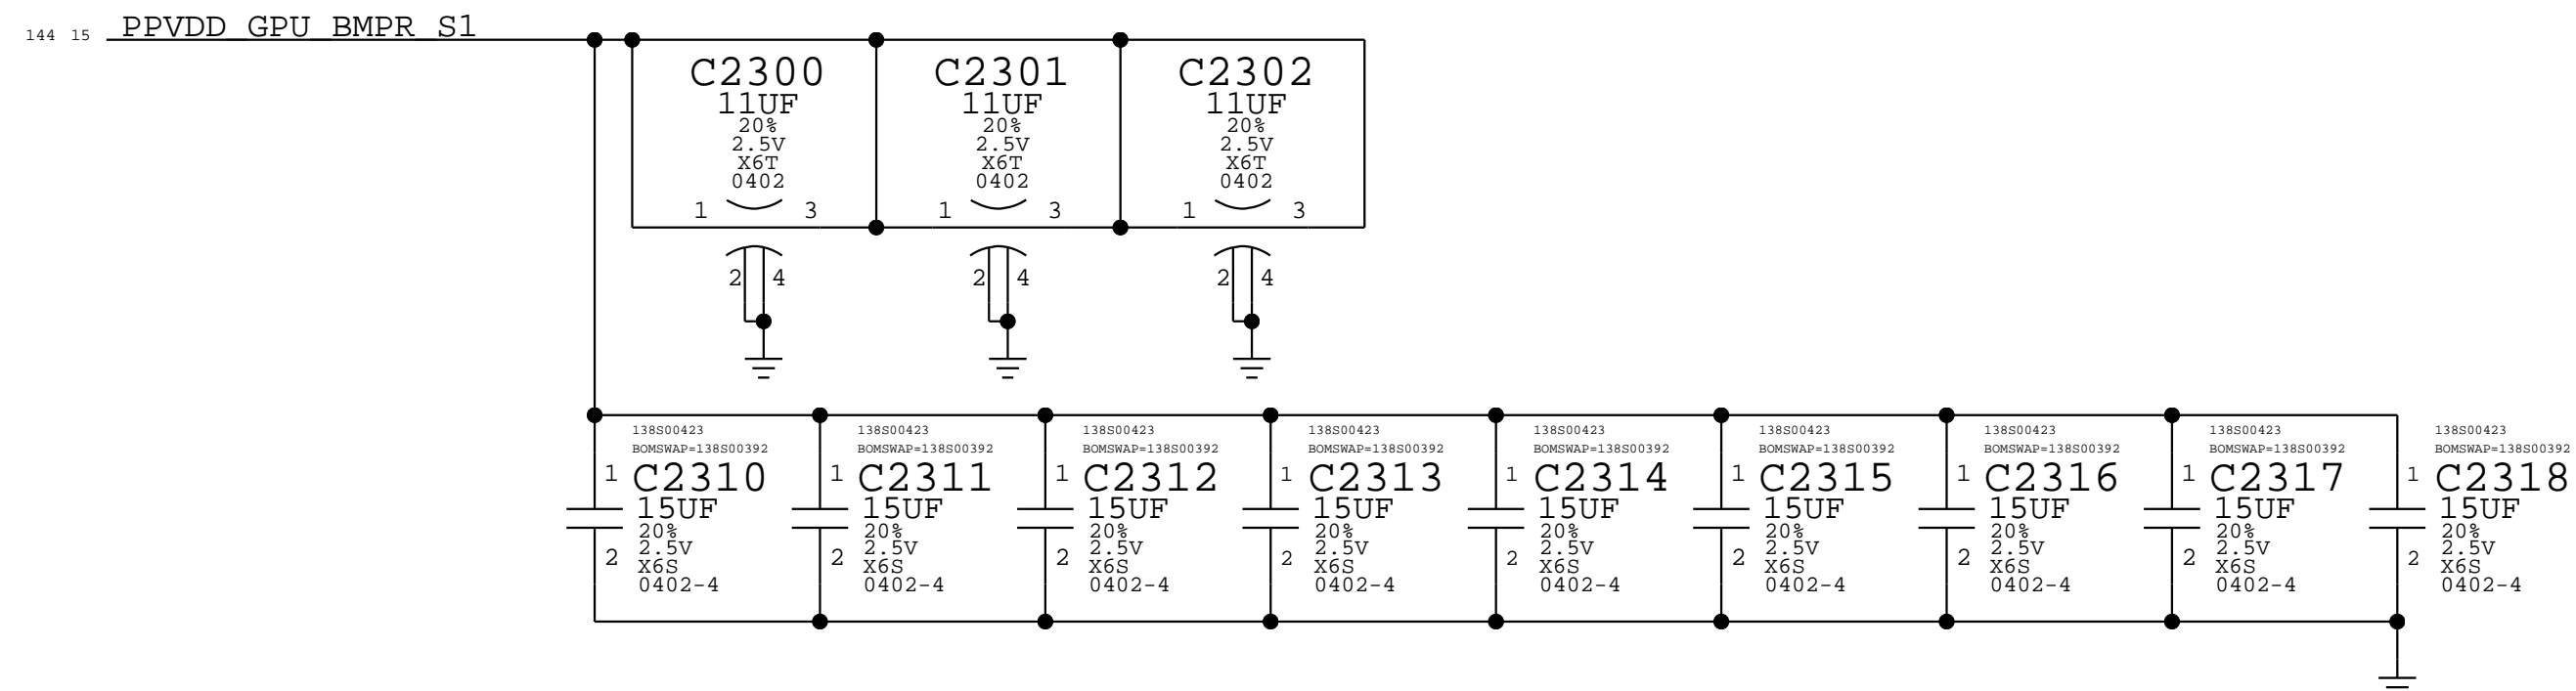 144 15 PPVDD_GPU_BMPR_S1
C2300 C2301 C2302
11UF 11UF 11UF
20% 20% 20%
2.5V 2.5V 2.5V
X6T X6T X6T
0402 0402 0402
1 3 1 3 1 3
2 4 2 4 2 4
138S00423 138S00423 138S00423 138S00423 138S00423 138S00423 138S00423 138S00423 138S00423
BOMSWAP=138S00392 BOMSWAP=138S00392 BOMSWAP=138S00392 BOMSWAP=138S00392 BOMSWAP=138S00392 BOMSWAP=138S00392 BOMSWAP=138S00392 BOMSWAP=138S00392 BOMSWAP=138S00392
1 C2310 1 C2311 1 C2312 1 C2313 1 C2314 1 C2315 1 C2316 1 C2317 1 C2318
15UF 15UF 15UF 15UF 15UF 15UF 15UF 15UF 15UF
20% 20% 20% 20% 20% 20% 20% 20% 20%
2.5V 2.5V 2.5V 2.5V 2.5V 2.5V 2.5V 2.5V 2.5V
2 X6S 2 X6S 2 X6S 2 X6S 2 X6S 2 X6S 2 X6S 2 X6S 2 X6S
0402-4 0402-4 0402-4 0402-4 0402-4 0402-4 0402-4 0402-4 0402-4